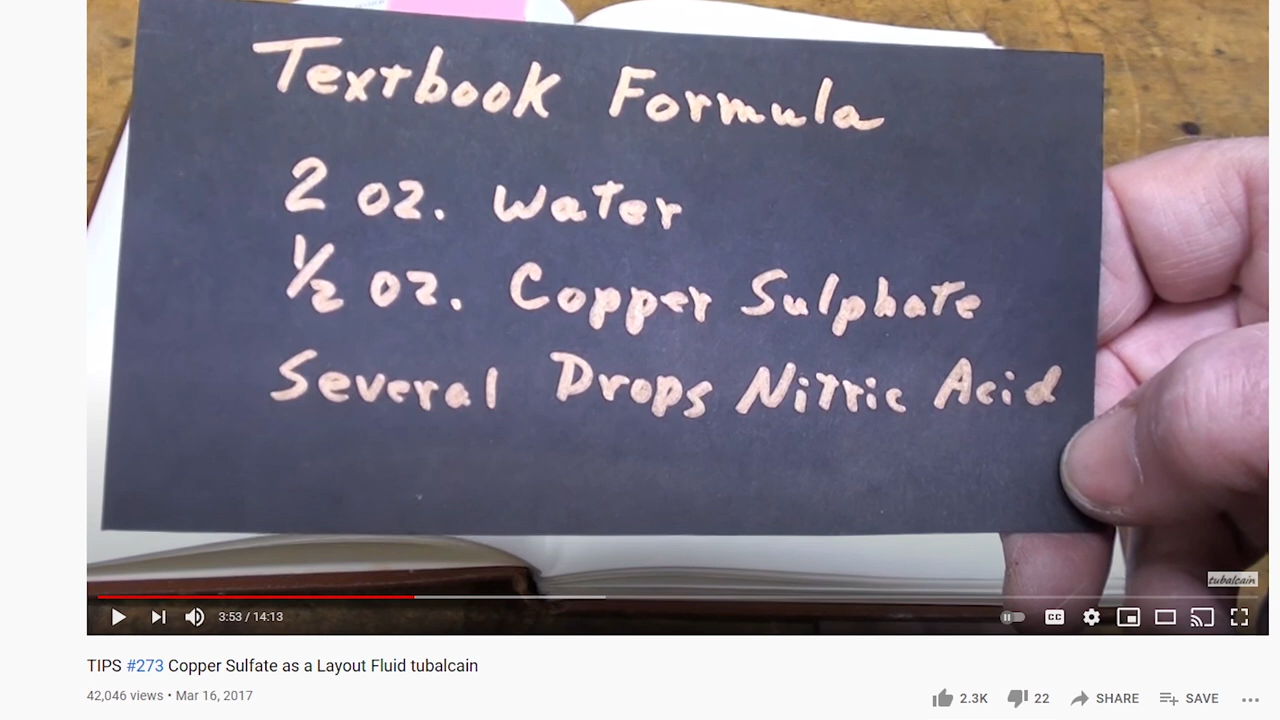 Textbook Formula
2 oz. Water
½ oz. Copper Sulphate
Several Drops Nitric Acid
tubalcain
3:53 / 14:13
CC
TIPS #273 Copper Sulfate as a Layout Fluid tubalcain
42,046 views • Mar 16, 2017
2.3K 22 SHARE SAVE